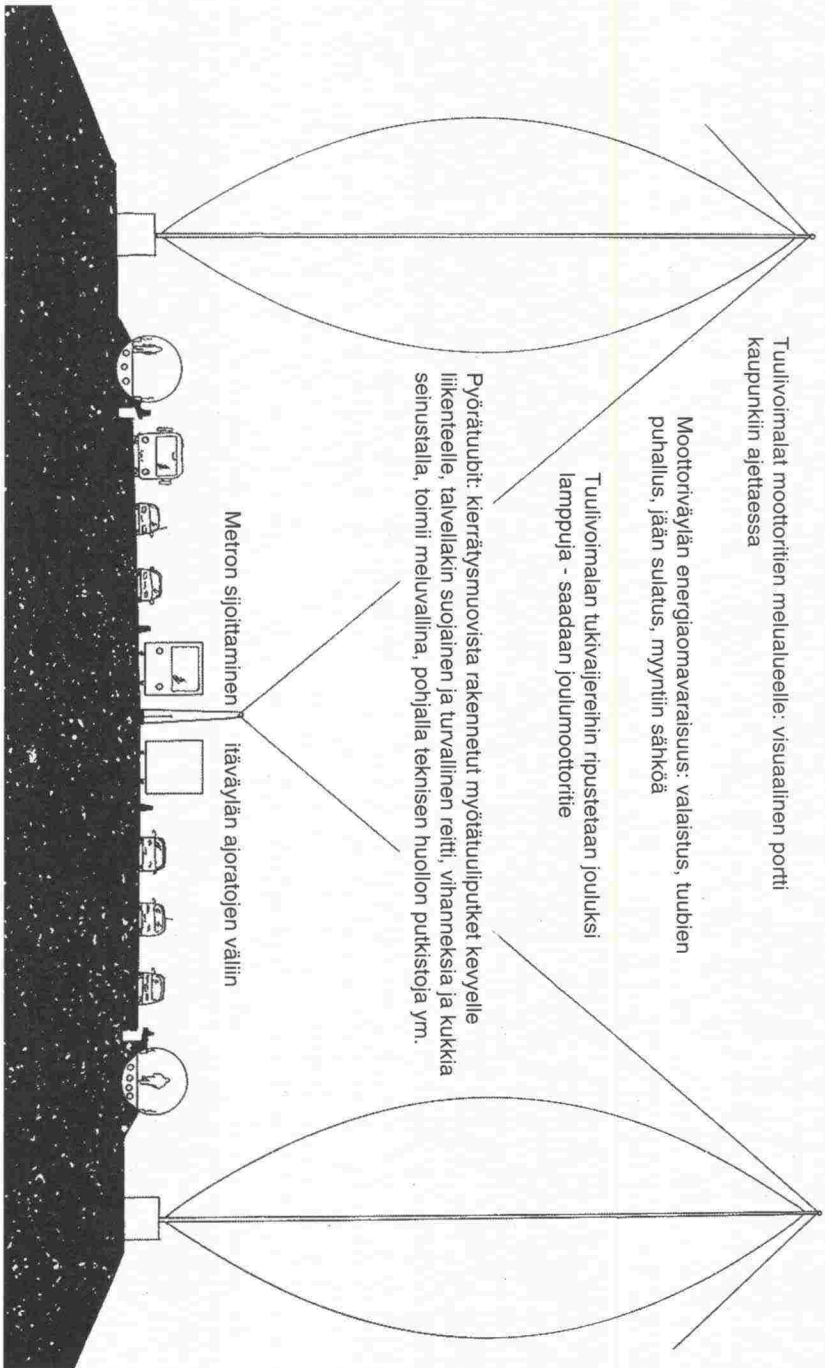 Tuulivoimalat moottoritien melualueelle: visuaalinen portti
kaupunkiin ajettaessa
Moottoriväylän energiaomavaraisuus: valaistus, tuubien
puhallus, jään sulatus, myyntiin sähköä
Tuulivoimalan tukivaijereihin ripustetaan jouluksi
lamppuja - saadaan joulumoottoritie
Pyörätuubit: kierrätysmuovista rakennetut myötätuuliputket kevyelle
liikenteelle, talvellakin suojainen ja turvallinen reitti, vihanneksia ja kukkia
seinustalla, toimii meluvallina, pohjalla teknisen huollon putkistoja ym.
Metron sijoittaminen itäväylän ajoratojen väliin